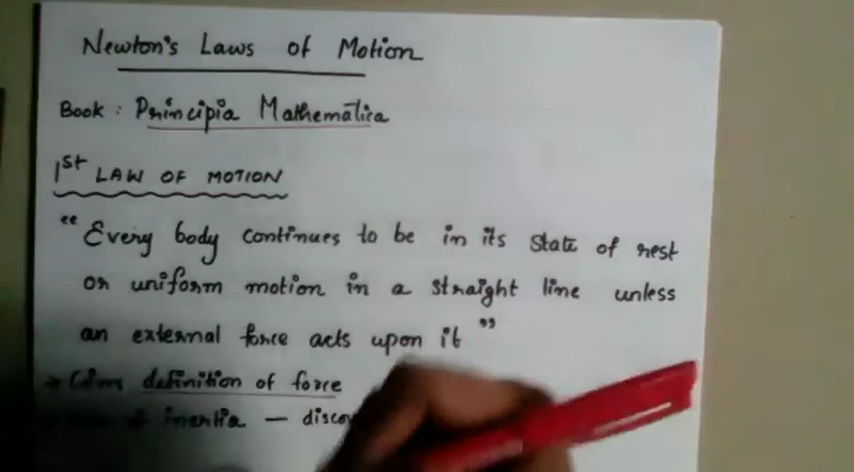 Newton's Laws of Motion
Book : Principia Mathematica
1st LAW OF MOTION
"Every body continues to be in its state of rest
or uniform motion in a straight line unless
an external force acts upon it"
definition of force
inertia —